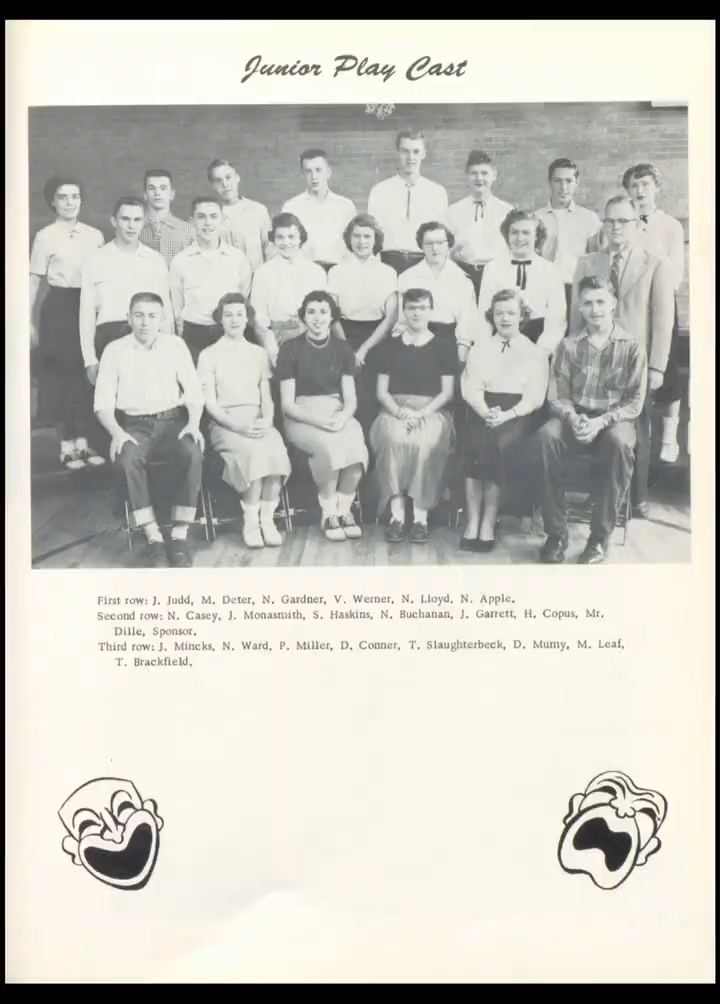 Junior Play Cast
First row: J. Judd, M. Deter, N. Gardner, V. Werner, N. Lloyd, N. Apple.
Second row: N. Casey, J. Monasmith, S. Haskins, N. Buchanan, J. Garrett, H. Copus, Mr.
Dille, Sponsor.
Third row: J. Mincks, N. Ward, P. Miller, D. Conner, T. Slaughterbeck, D. Mumy, M. Leaf,
T. Brackfield.